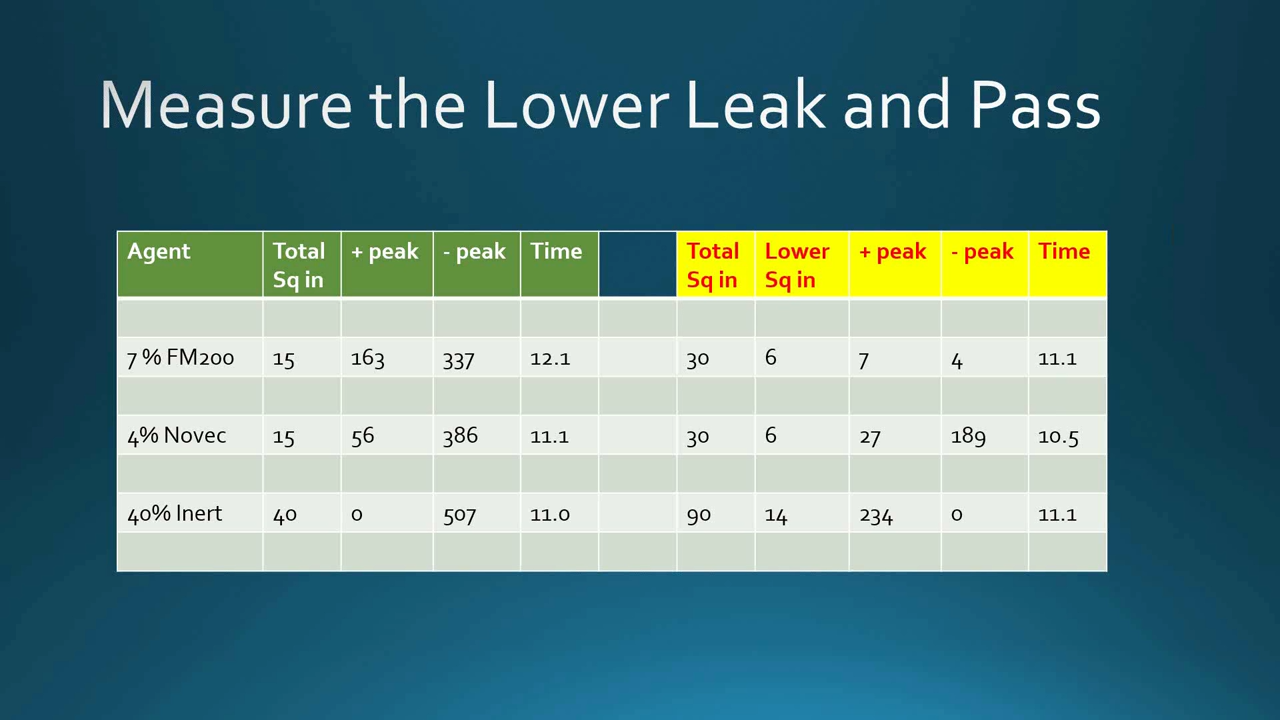 Measure the Lower Leak and Pass
Agent Total Sq in + peak - peak Time Total Sq in Lower Sq in + peak - peak Time
7 % FM200 15 163 337 12.1 30 6 7 4 11.1
4% Novec 15 56 386 11.1 30 6 27 189 10.5
40% Inert 40 0 507 11.0 90 14 234 0 11.1